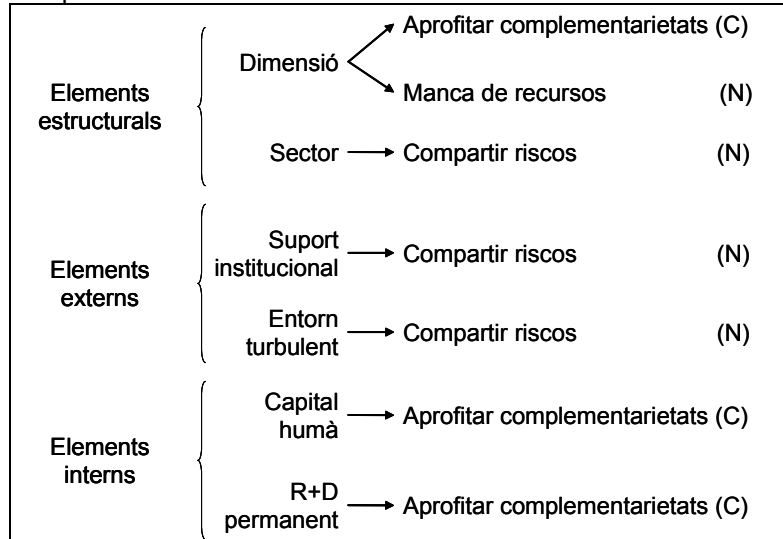 Aprofitar complementarietats (C)
Dimensió
Elements
estructurals
Manca de recursos (N)
Sector Compartir riscos (N)
Suport
institucional
Compartir riscos (N)
Elements
externs
Entorn
turbulent
Compartir riscos (N)
Capital
humà
Aprofitar complementarietats (C)
Elements
interns
R+D
permanent
Aprofitar complementarietats (C)